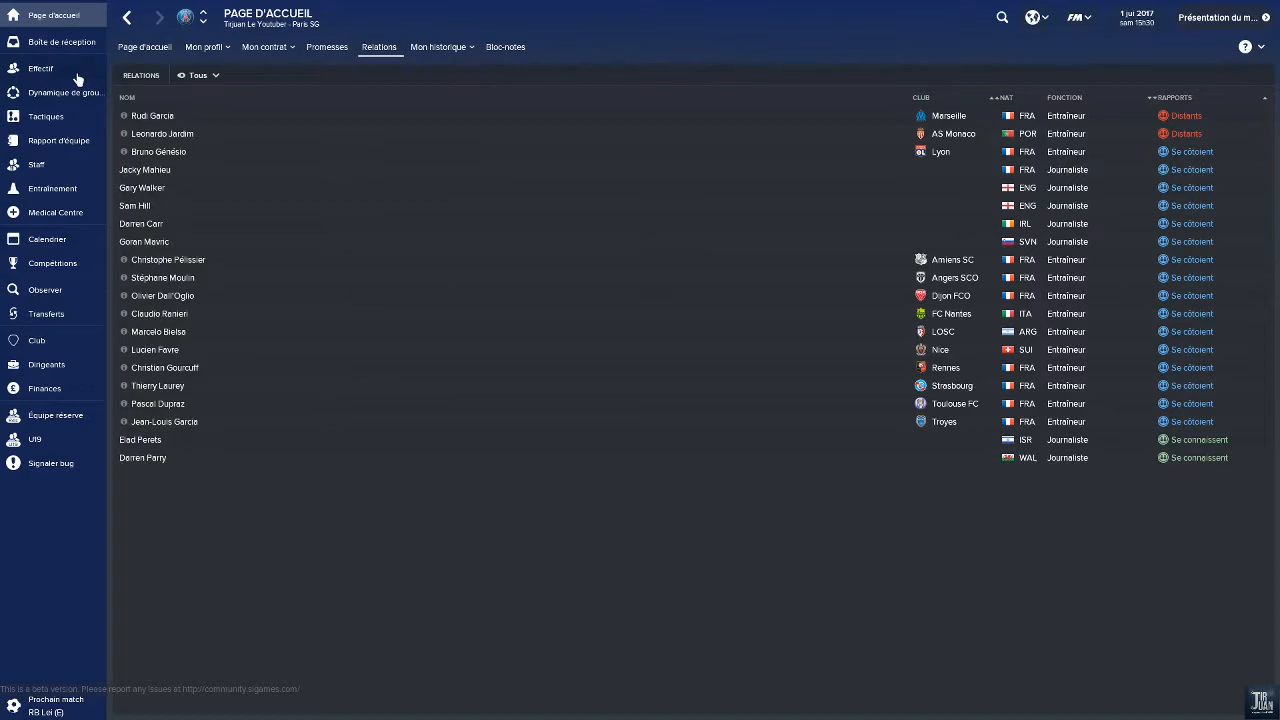 Page d'accueil
Boîte de réception
Effectif
Dynamique de grou...
Tactiques
Rapport d'équipe
Staff
Entraînement
Medical Centre
Calendrier
Compétitions
Observer
Transferts
Club
Dirigeants
Finances
Équipe réserve
U19
Signaler bug
PAGE D'ACCUEIL
Tirjuan Le Youtuber - Paris SG
FM
1 jui 2017
sam 15h30
Présentation du m...
Page d'accueil Mon profil Mon contrat Promesses Relations Mon historique Bloc-notes
RELATIONS Tous
NOM CLUB NAT FONCTION RAPPORTS
Rudi Garcia Marseille FRA Entraîneur Distants
Leonardo Jardim AS Monaco POR Entraîneur Distants
Bruno Génésio Lyon FRA Entraîneur Se côtoient
Jacky Mahieu FRA Journaliste Se côtoient
Gary Walker ENG Journaliste Se côtoient
Sam Hill ENG Journaliste Se côtoient
Darren Carr IRL Journaliste Se côtoient
Goran Mavric SVN Journaliste Se côtoient
Christophe Pélissier Amiens SC FRA Entraîneur Se côtoient
Stéphane Moulin Angers SCO FRA Entraîneur Se côtoient
Olivier Dall'Oglio Dijon FCO FRA Entraîneur Se côtoient
Claudio Ranieri FC Nantes ITA Entraîneur Se côtoient
Marcelo Bielsa LOSC ARG Entraîneur Se côtoient
Lucien Favre Nice SUI Entraîneur Se côtoient
Christian Gourcuff Rennes FRA Entraîneur Se côtoient
Thierry Laurey Strasbourg FRA Entraîneur Se côtoient
Pascal Dupraz Toulouse FC FRA Entraîneur Se côtoient
Jean-Louis Garcia Troyes FRA Entraîneur Se côtoient
Elad Perets ISR Journaliste Se connaissent
Darren Parry WAL Journaliste Se connaissent
This is a beta version. Please report any issues at http://community.sigames.com/
Prochain match
RB Lei (E)
TIR
JUAN